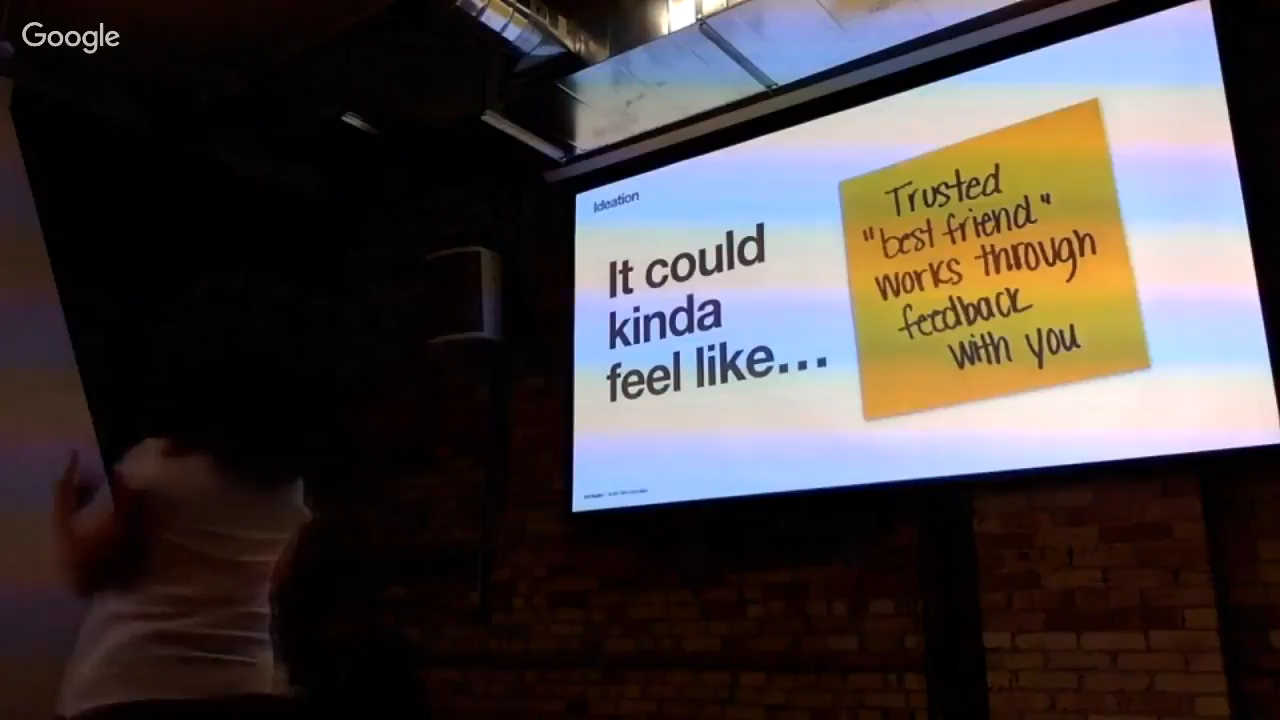 Google
Ideation
It could
kinda
feel like...
Trusted
"best friend"
works through
feedback
with you